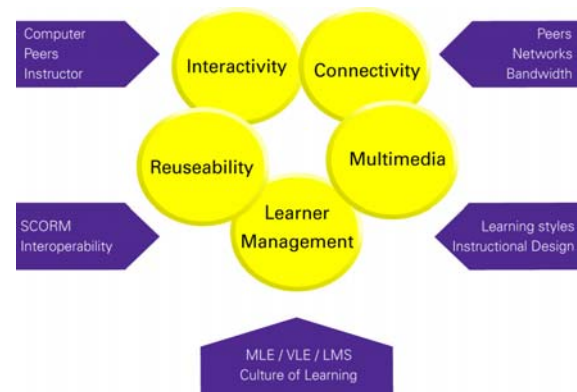 Computer
Peers
Instructor
Peers
Networks
Bandwidth
Interactivity
Connectivity
Reuseability
Multimedia
Learner
Management
SCORM
Interoperability
Learning styles
Instructional Design
MLE / VLE / LMS
Culture of Learning